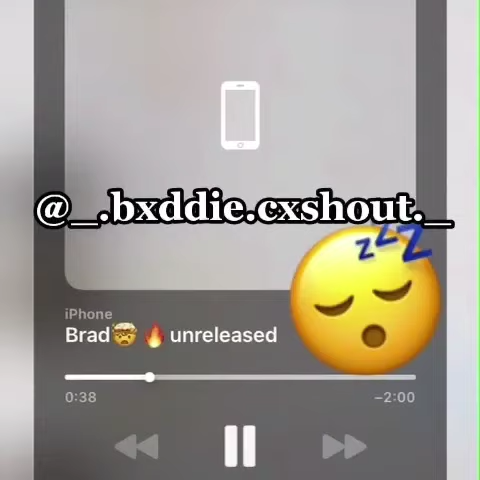 @_.bxddie.cxshout._
iPhone
Brad🤯🔥unreleased
0:38
−2:00